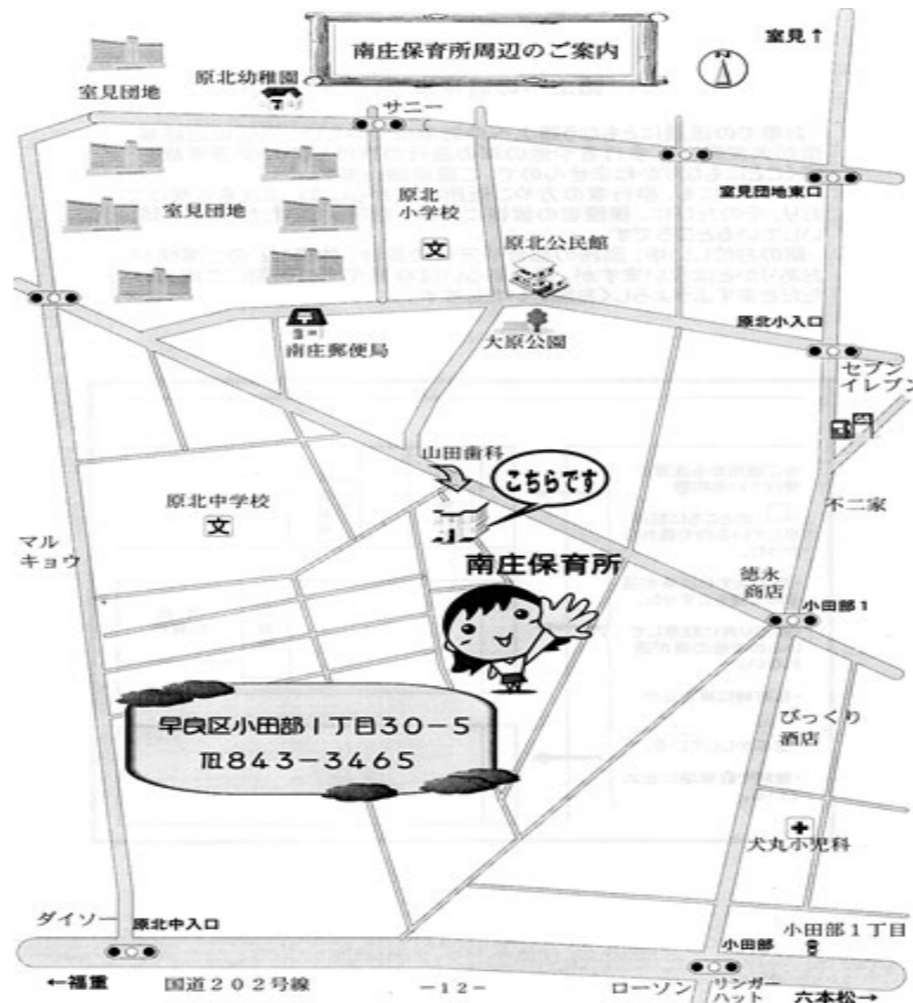 南庄保育所周辺のご案内
室見↑
室見団地
原北幼稚園
サニー
室見団地東口
室見団地
原北
小学校
文
原北公民館
原北小入口
南庄郵便局
大原公園
セブン
イレブン
山田歯科
こちらです
原北中学校
文
不二家
マル
キョウ
南庄保育所
徳永
商店
小田部1
早良区小田部1丁目30-5
℡843-3465
びっくり
酒店
犬丸小児科
ダイソー
原北中入口
小田部1丁目
小田部
←福重
国道202号線
-12-
ローソン
リンガー
ハット
六本松→